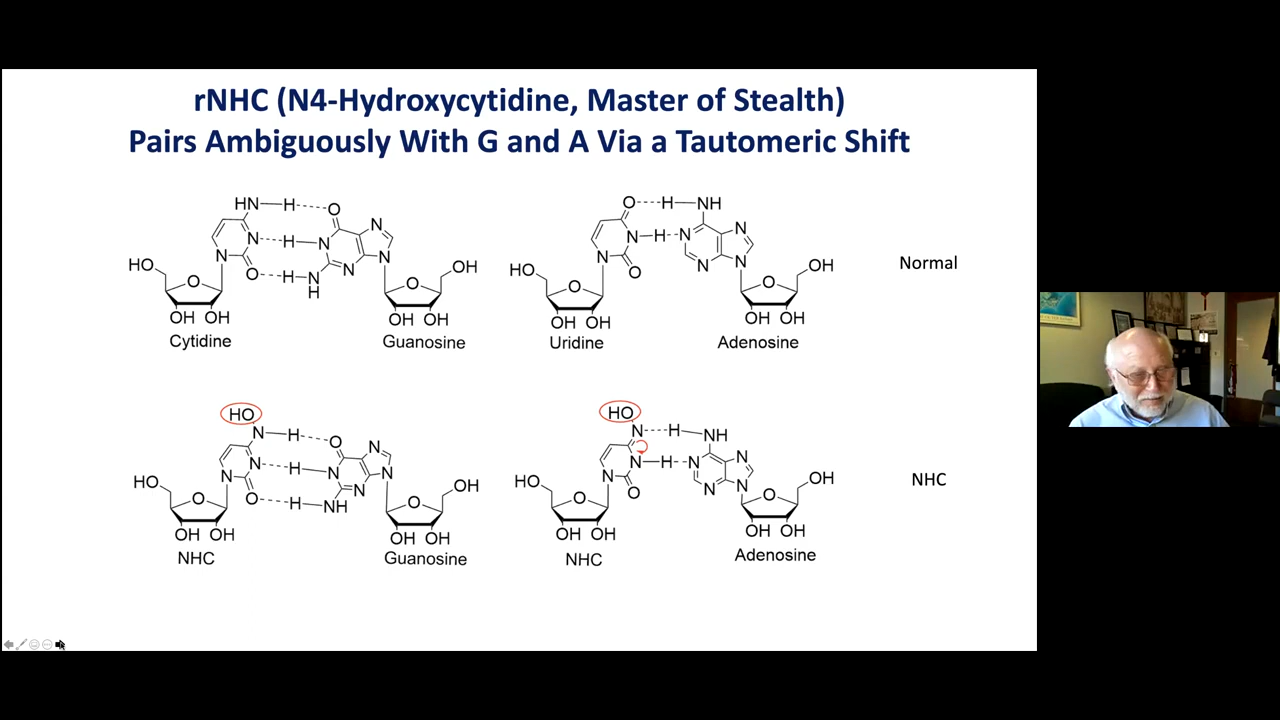 rNHC (N4-Hydroxycytidine, Master of Stealth)
Pairs Ambiguously With G and A Via a Tautomeric Shift
HN H O
N H N N
N O H N N N
H
HO O OH OH
O OH OH OH
Cytidine
Guanosine
O H NH
N H N N
N O N N
HO O OH OH
O OH OH OH
Uridine
Adenosine
Normal
HO
N H O
N H N N
N O H NH N N
HO O OH OH
O OH OH OH
NHC
Guanosine
HO
N H NH
N H N N
N O N N
HO O OH OH
O OH OH OH
NHC
Adenosine
NHC